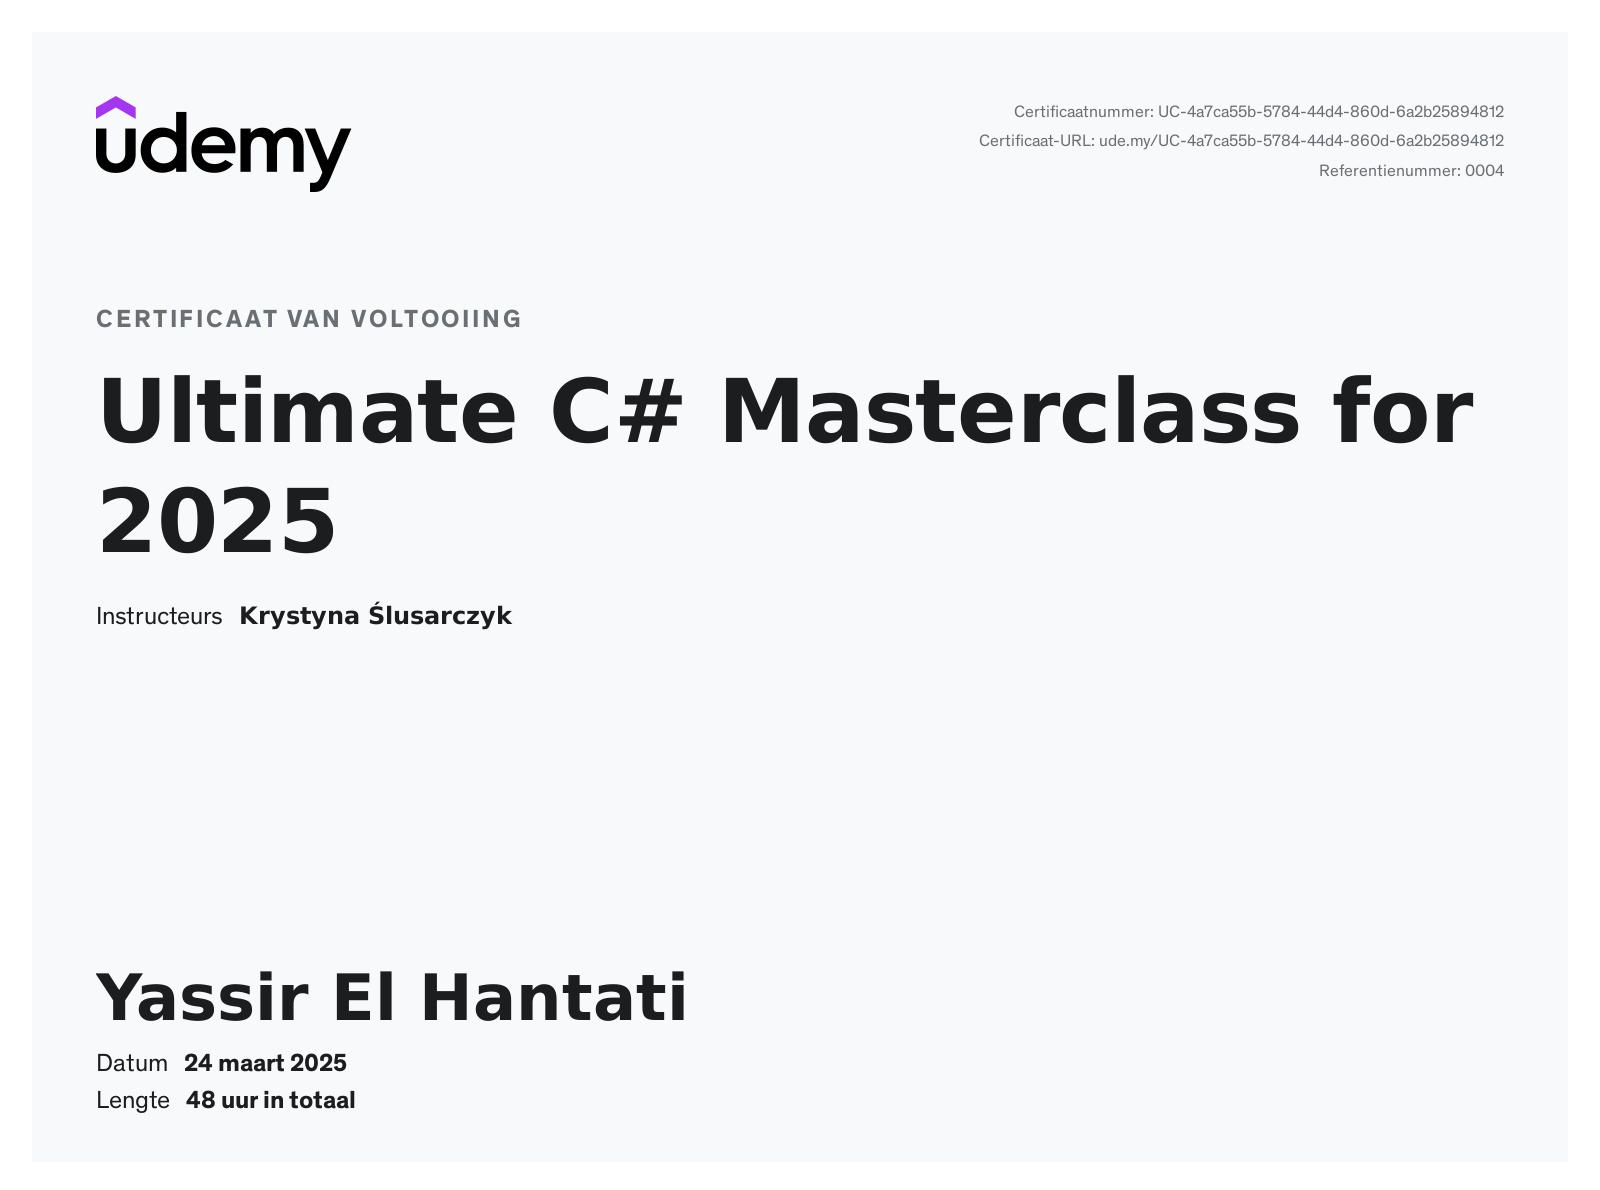 udemy
Certificaatnummer: UC-4a7ca55b-5784-44d4-860d-6a2b25894812
Certificaat-URL: ude.my/UC-4a7ca55b-5784-44d4-860d-6a2b25894812
Referentienummer: 0004
CERTIFICAAT VAN VOLTOOIING
Ultimate C# Masterclass for
2025
Instructeurs Krystyna Ślusarczyk
Yassir El Hantati
Datum 24 maart 2025
Lengte 48 uur in totaal